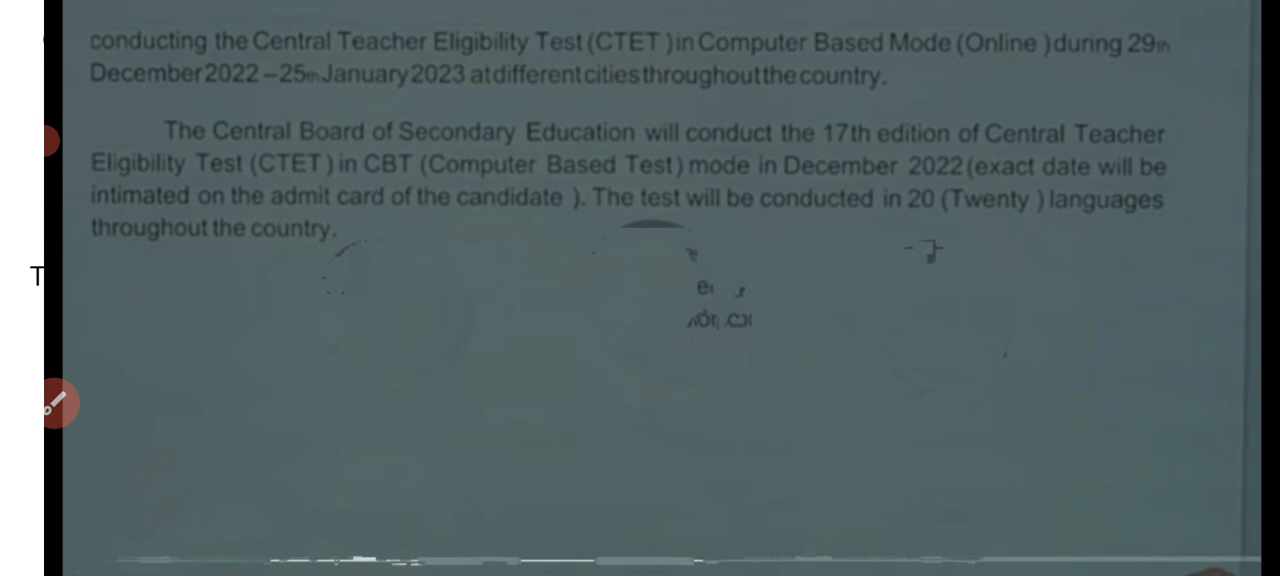 conducting the Central Teacher Eligibility Test (CTET )in Computer Based Mode (Online )during 29th
December 2022 – 25th January 2023 at different cities throughout the country.
The Central Board of Secondary Education will conduct the 17th edition of Central Teacher
Eligibility Test (CTET ) in CBT (Computer Based Test) mode in December 2022 (exact date will be
intimated on the admit card of the candidate ). The test will be conducted in 20 (Twenty ) languages
throughout the country.
T